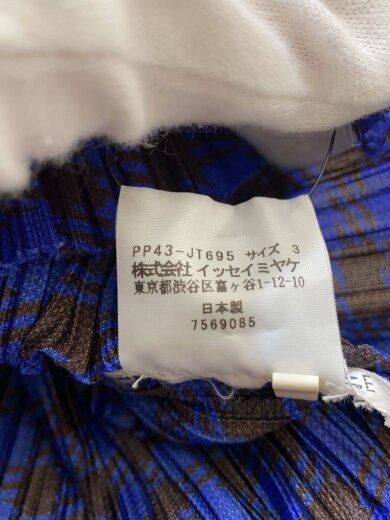 PP43-JT695 サイズ 3
株式会社 イッセイミヤケ
東京都渋谷区富ヶ谷1-12-10
日本製
7569085